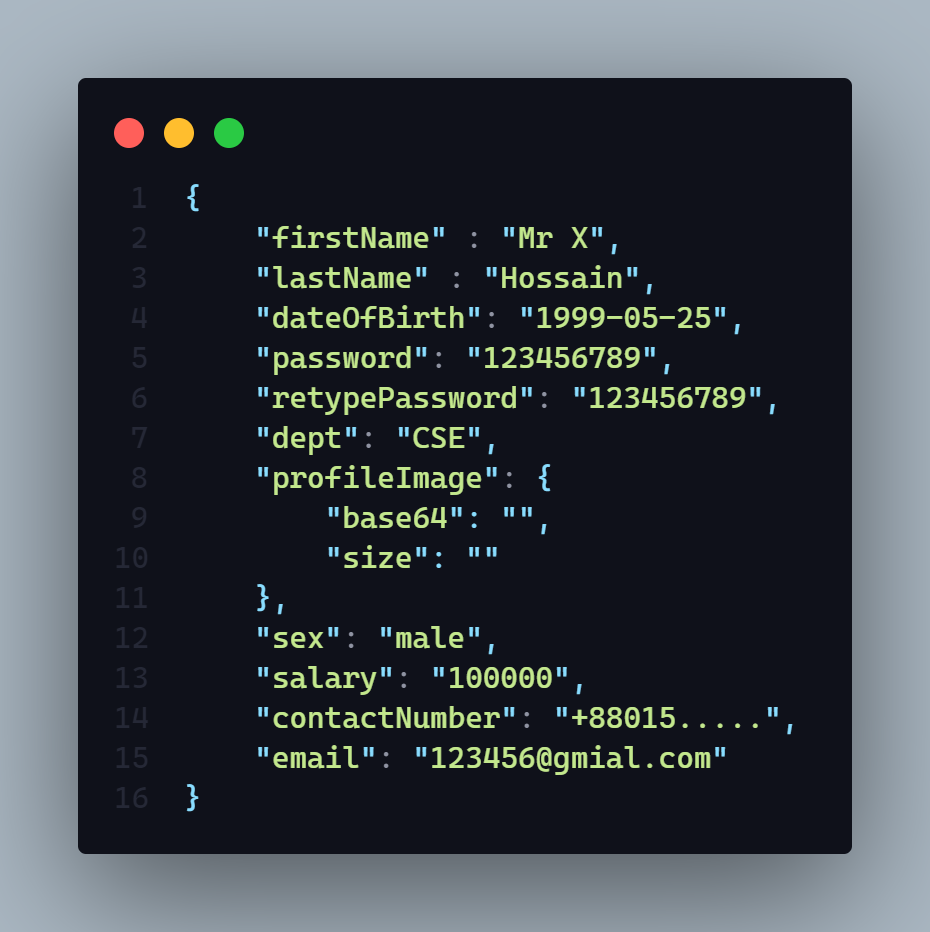 1 {
2 "firstName" : "Mr X",
3 "lastName" : "Hossain",
4 "dateOfBirth": "1999-05-25",
5 "password": "123456789",
6 "retypePassword": "123456789",
7 "dept": "CSE",
8 "profileImage": {
9 "base64": "",
10 "size": ""
11 },
12 "sex": "male",
13 "salary": "100000",
14 "contactNumber": "+88015.....",
15 "email": "123456@gmial.com"
16 }